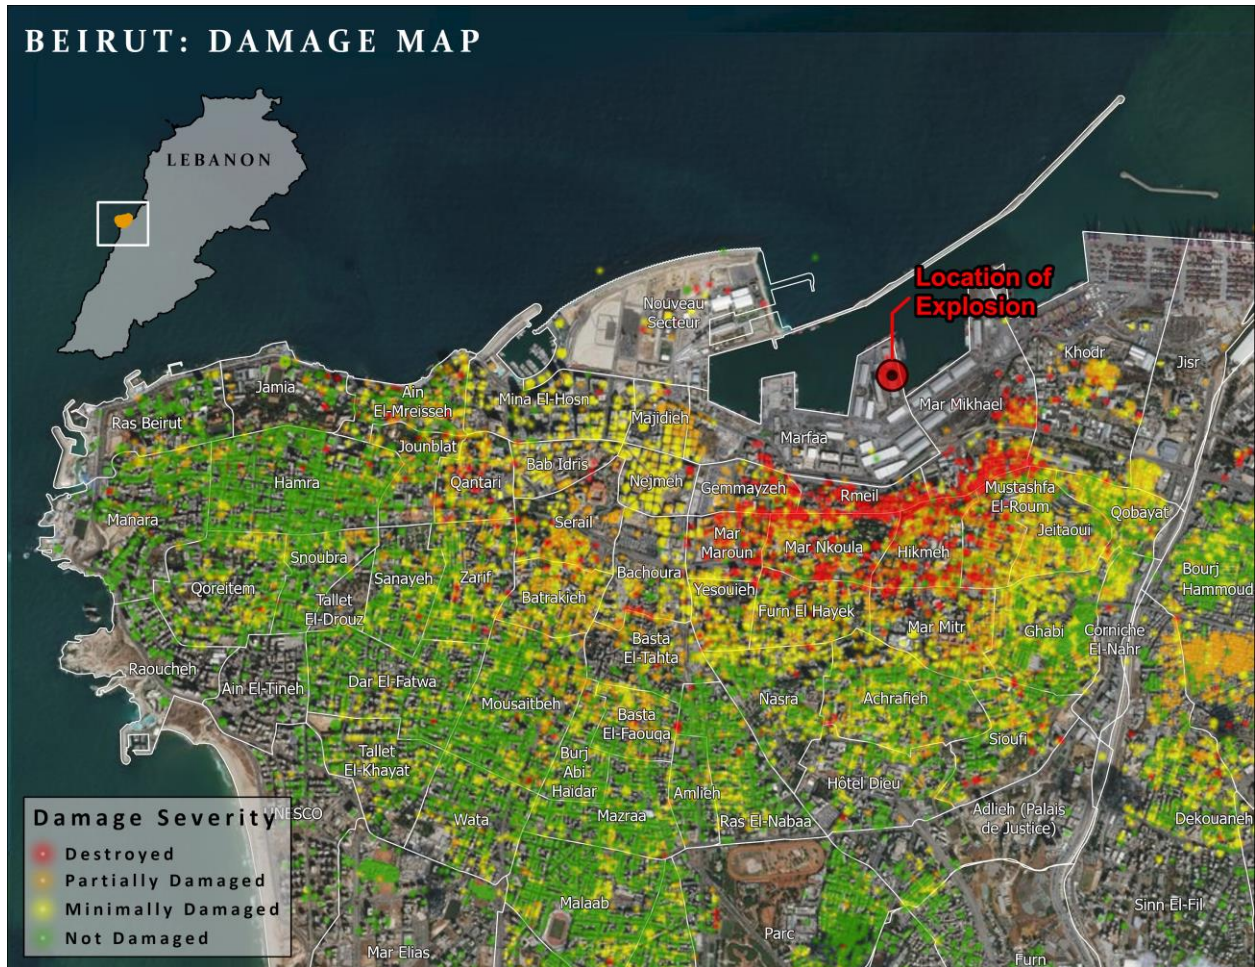 BEIRUT: DAMAGE MAP
LEBANON
Location of
Explosion
Nouveau
Secteur
Khodr
Jisr
Jamia
Ain
El-Mreisseh
Mina El-Hosn
Mar Mikhael
Ras Beirut
Majidieh
Marfaa
Jounblat
Bab Idris
Hamra
Qantari
Nejmeh
Gemmayzeh
Rmeil
Mustashfa
El-Roum
Qobayat
Manara
Serail
Mar
Maroun
Mar Nkoula
Hikmeh
Jeitaoui
Snoubra
Sanayeh
Zarif
Bachoura
Bourj
Hammoud
Qoreitem
Tallet
El-Drouz
Batrakieh
Yesouieh
Furn El Hayek
Mar Mitr
Ghabi
Corniche
El-Nahr
Basta
El-Tahta
Raoucheh
Ain El-Tineh
Dar El-Fatwa
Mousaitbeh
Nasra
Achrafieh
Basta
El-Faouqa
Sioufi
Tallet
El-Khayat
Burj
Abi
Haidar
Hôtel Dieu
Amlieh
UNESCO
Wata
Mazraa
Ras El-Nabaa
Adlieh (Palais
de Justice)
Dekouaneh
Malaab
Sinn El-Fil
Parc
Mar Elias
Furn
Damage Severity
Destroyed
Partially Damaged
Minimally Damaged
Not Damaged